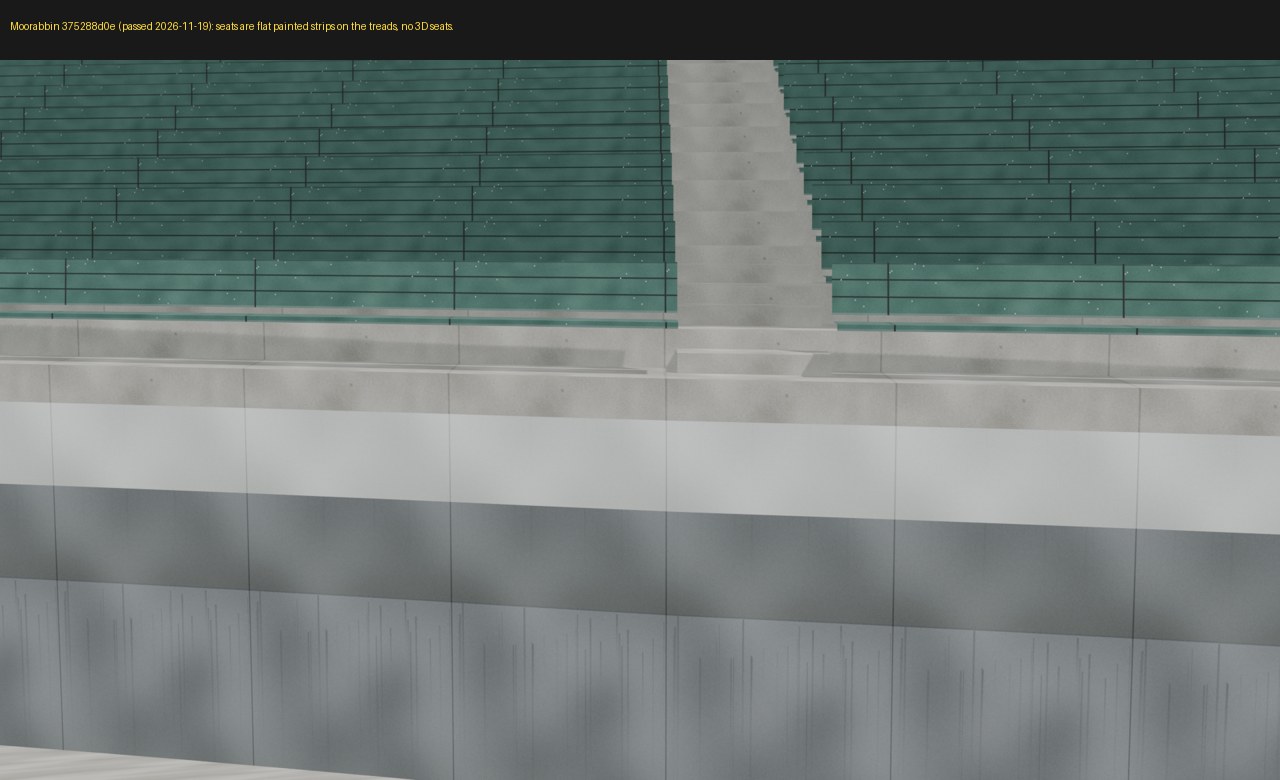 Moorabbin 375288d0e (passed 2026-11-19): seats are flat painted strips on the treads, no 3D seats.